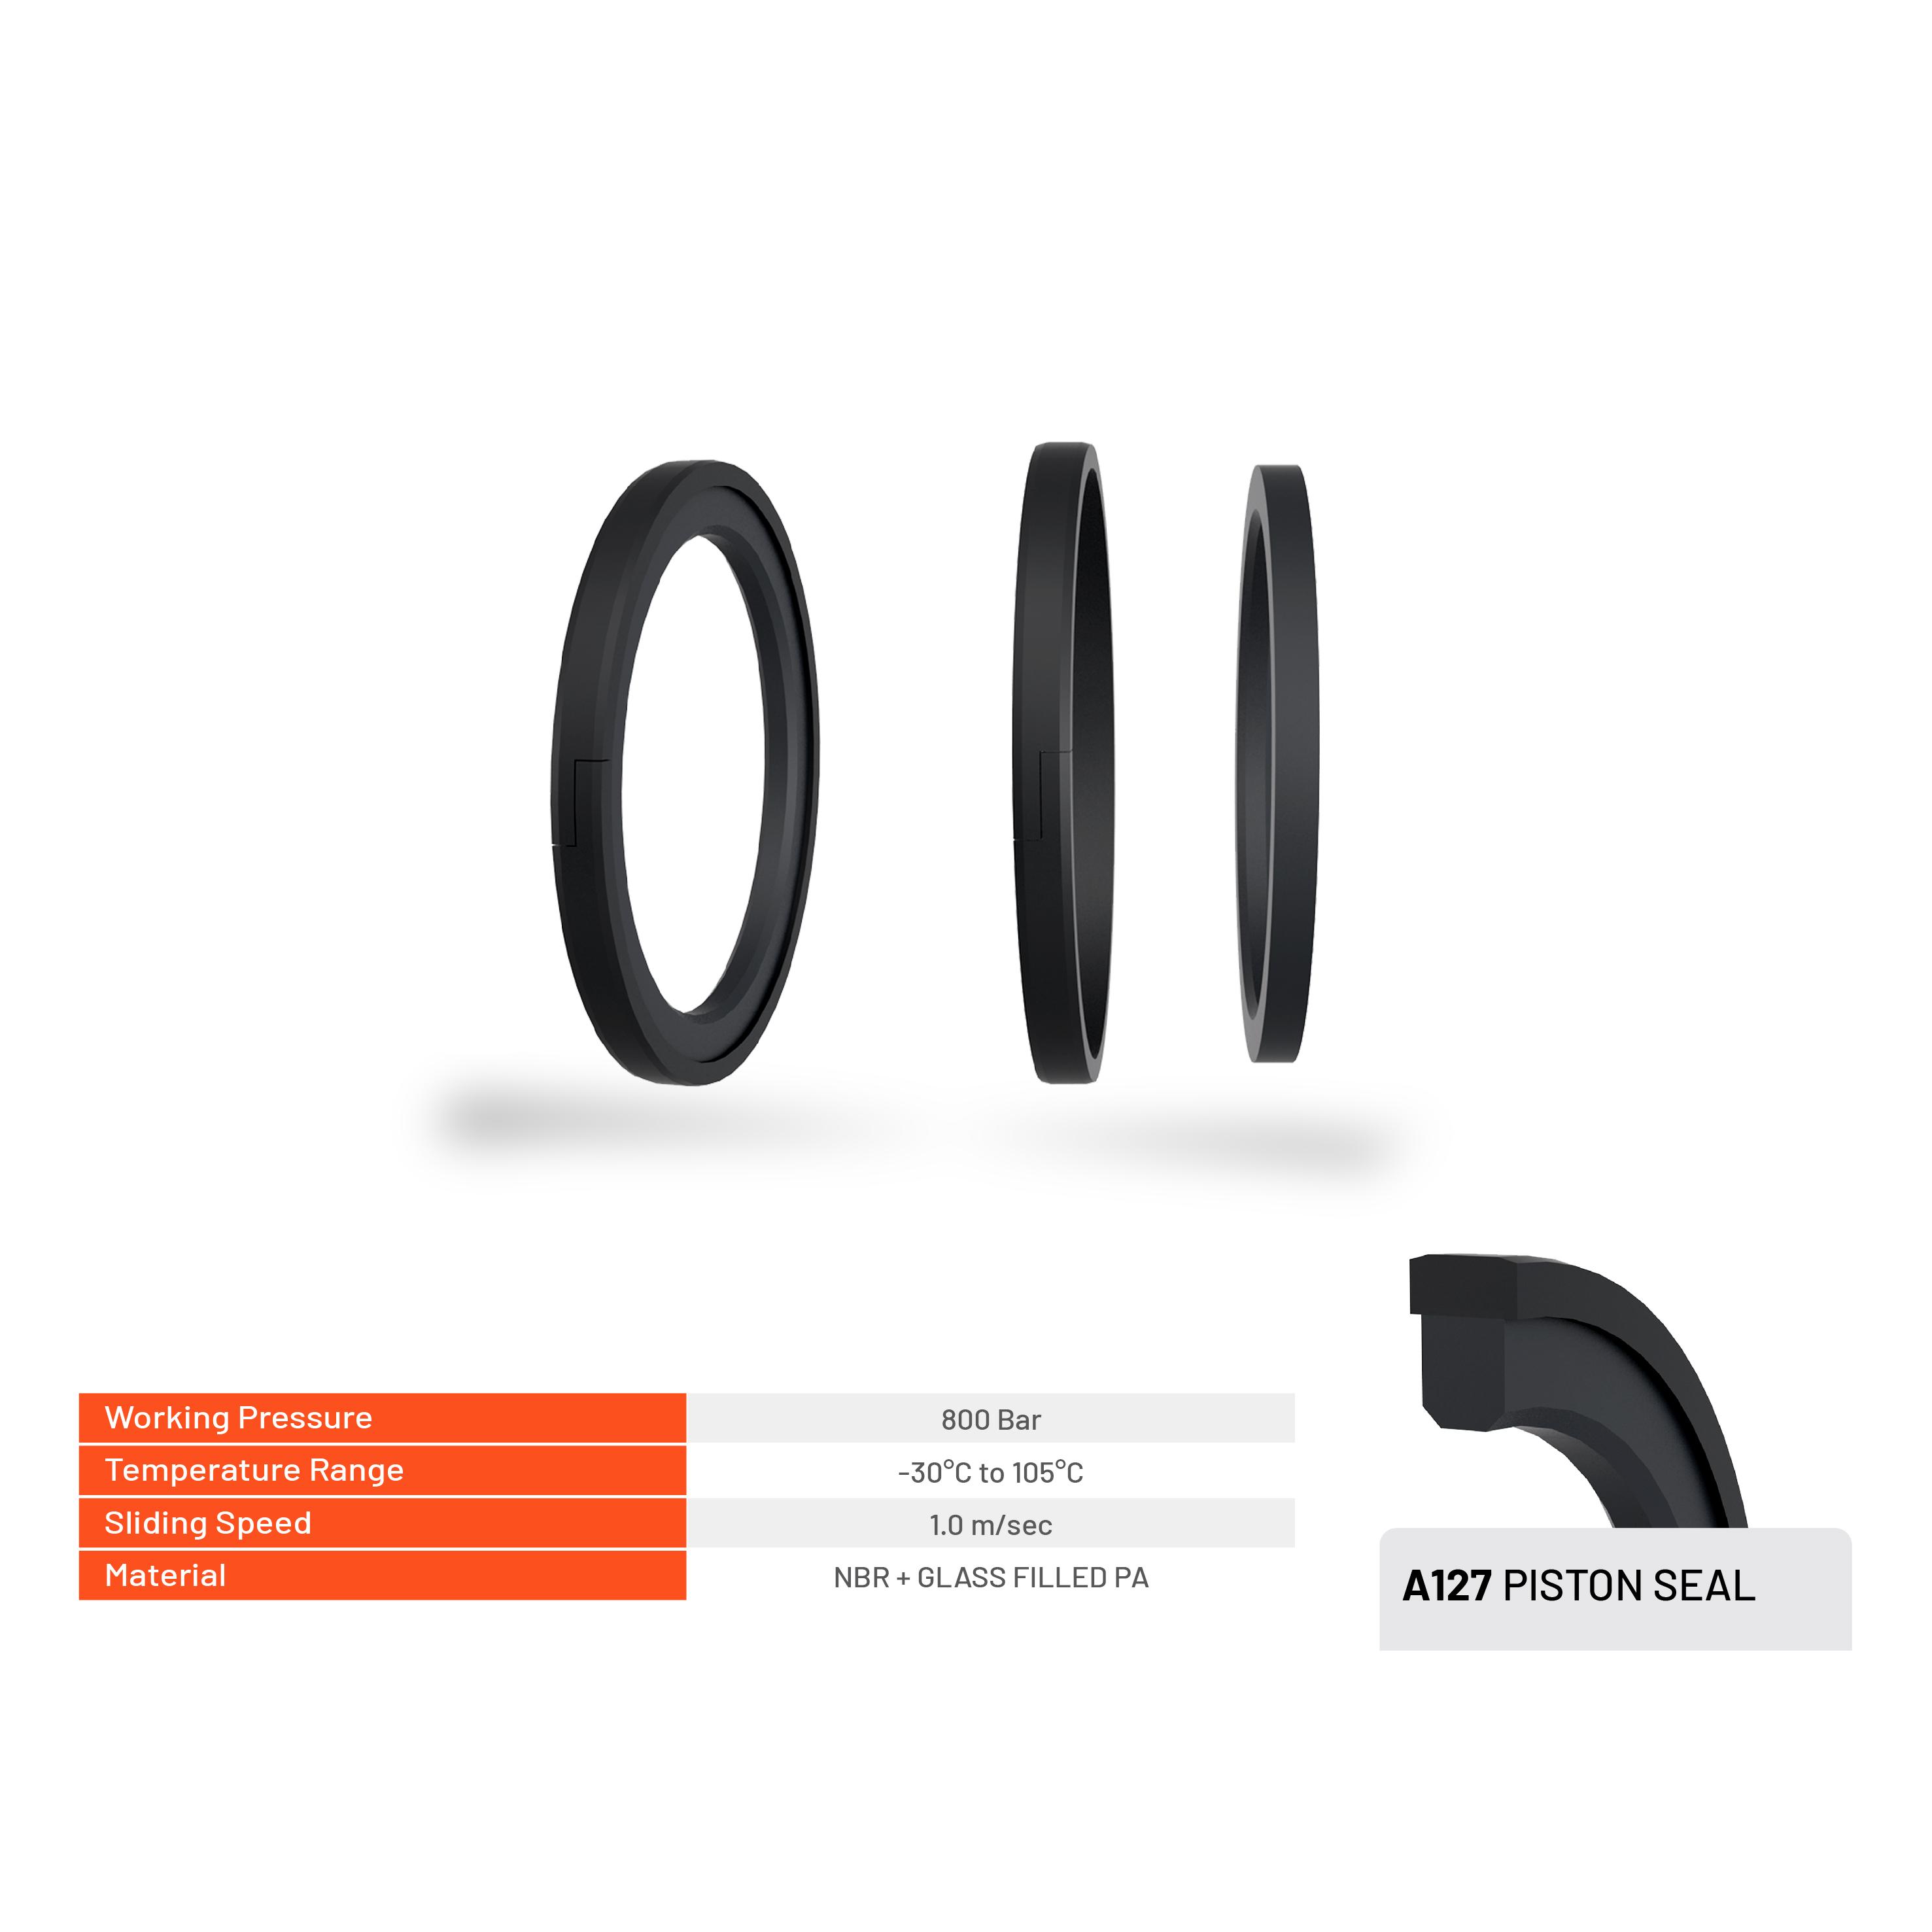 Working Pressure 800 Bar
Temperature Range -30°C to 105°C
Sliding Speed 1.0 m/sec
Material NBR + GLASS FILLED PA
A127 PISTON SEAL